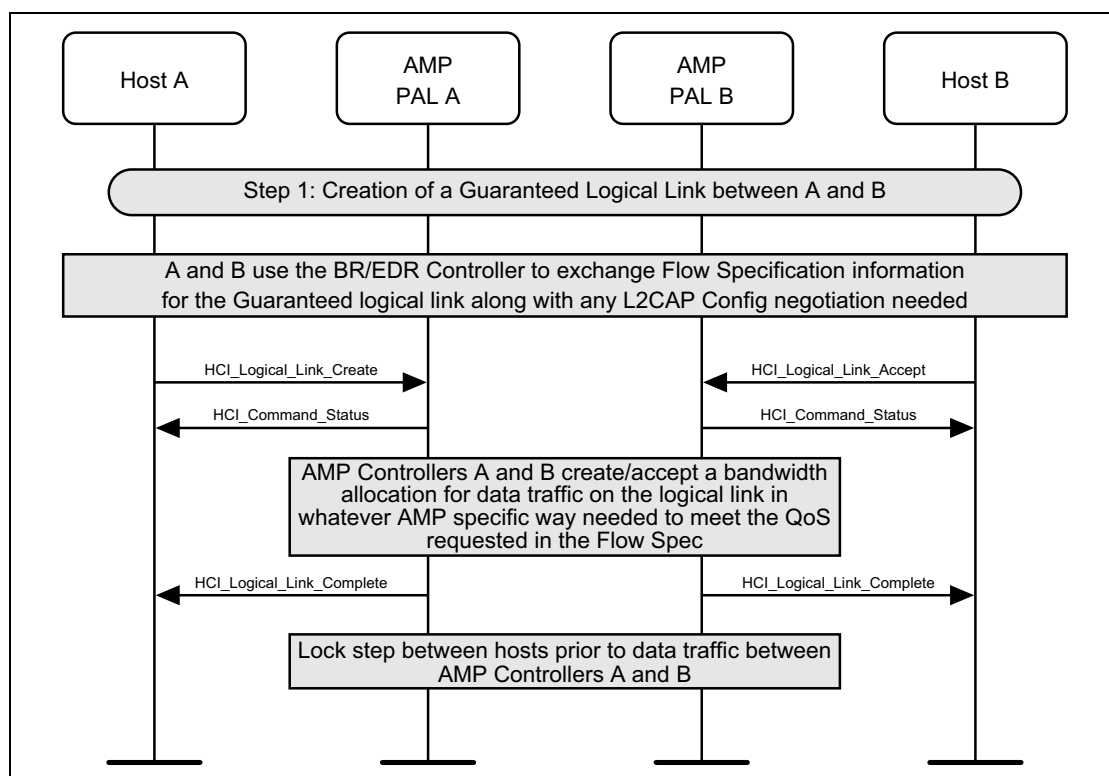 Host A
AMP
PAL A
AMP
PAL B
Host B
Step 1: Creation of a Guaranteed Logical Link between A and B
A and B use the BR/EDR Controller to exchange Flow Specification information
for the Guaranteed logical link along with any L2CAP Config negotiation needed
HCI_Logical_Link_Create
HCI_Logical_Link_Accept
HCI_Command_Status
HCI_Command_Status
AMP Controllers A and B create/accept a bandwidth
allocation for data traffic on the logical link in
whatever AMP specific way needed to meet the QoS
requested in the Flow Spec
HCI_Logical_Link_Complete
HCI_Logical_Link_Complete
Lock step between hosts prior to data traffic between
AMP Controllers A and B